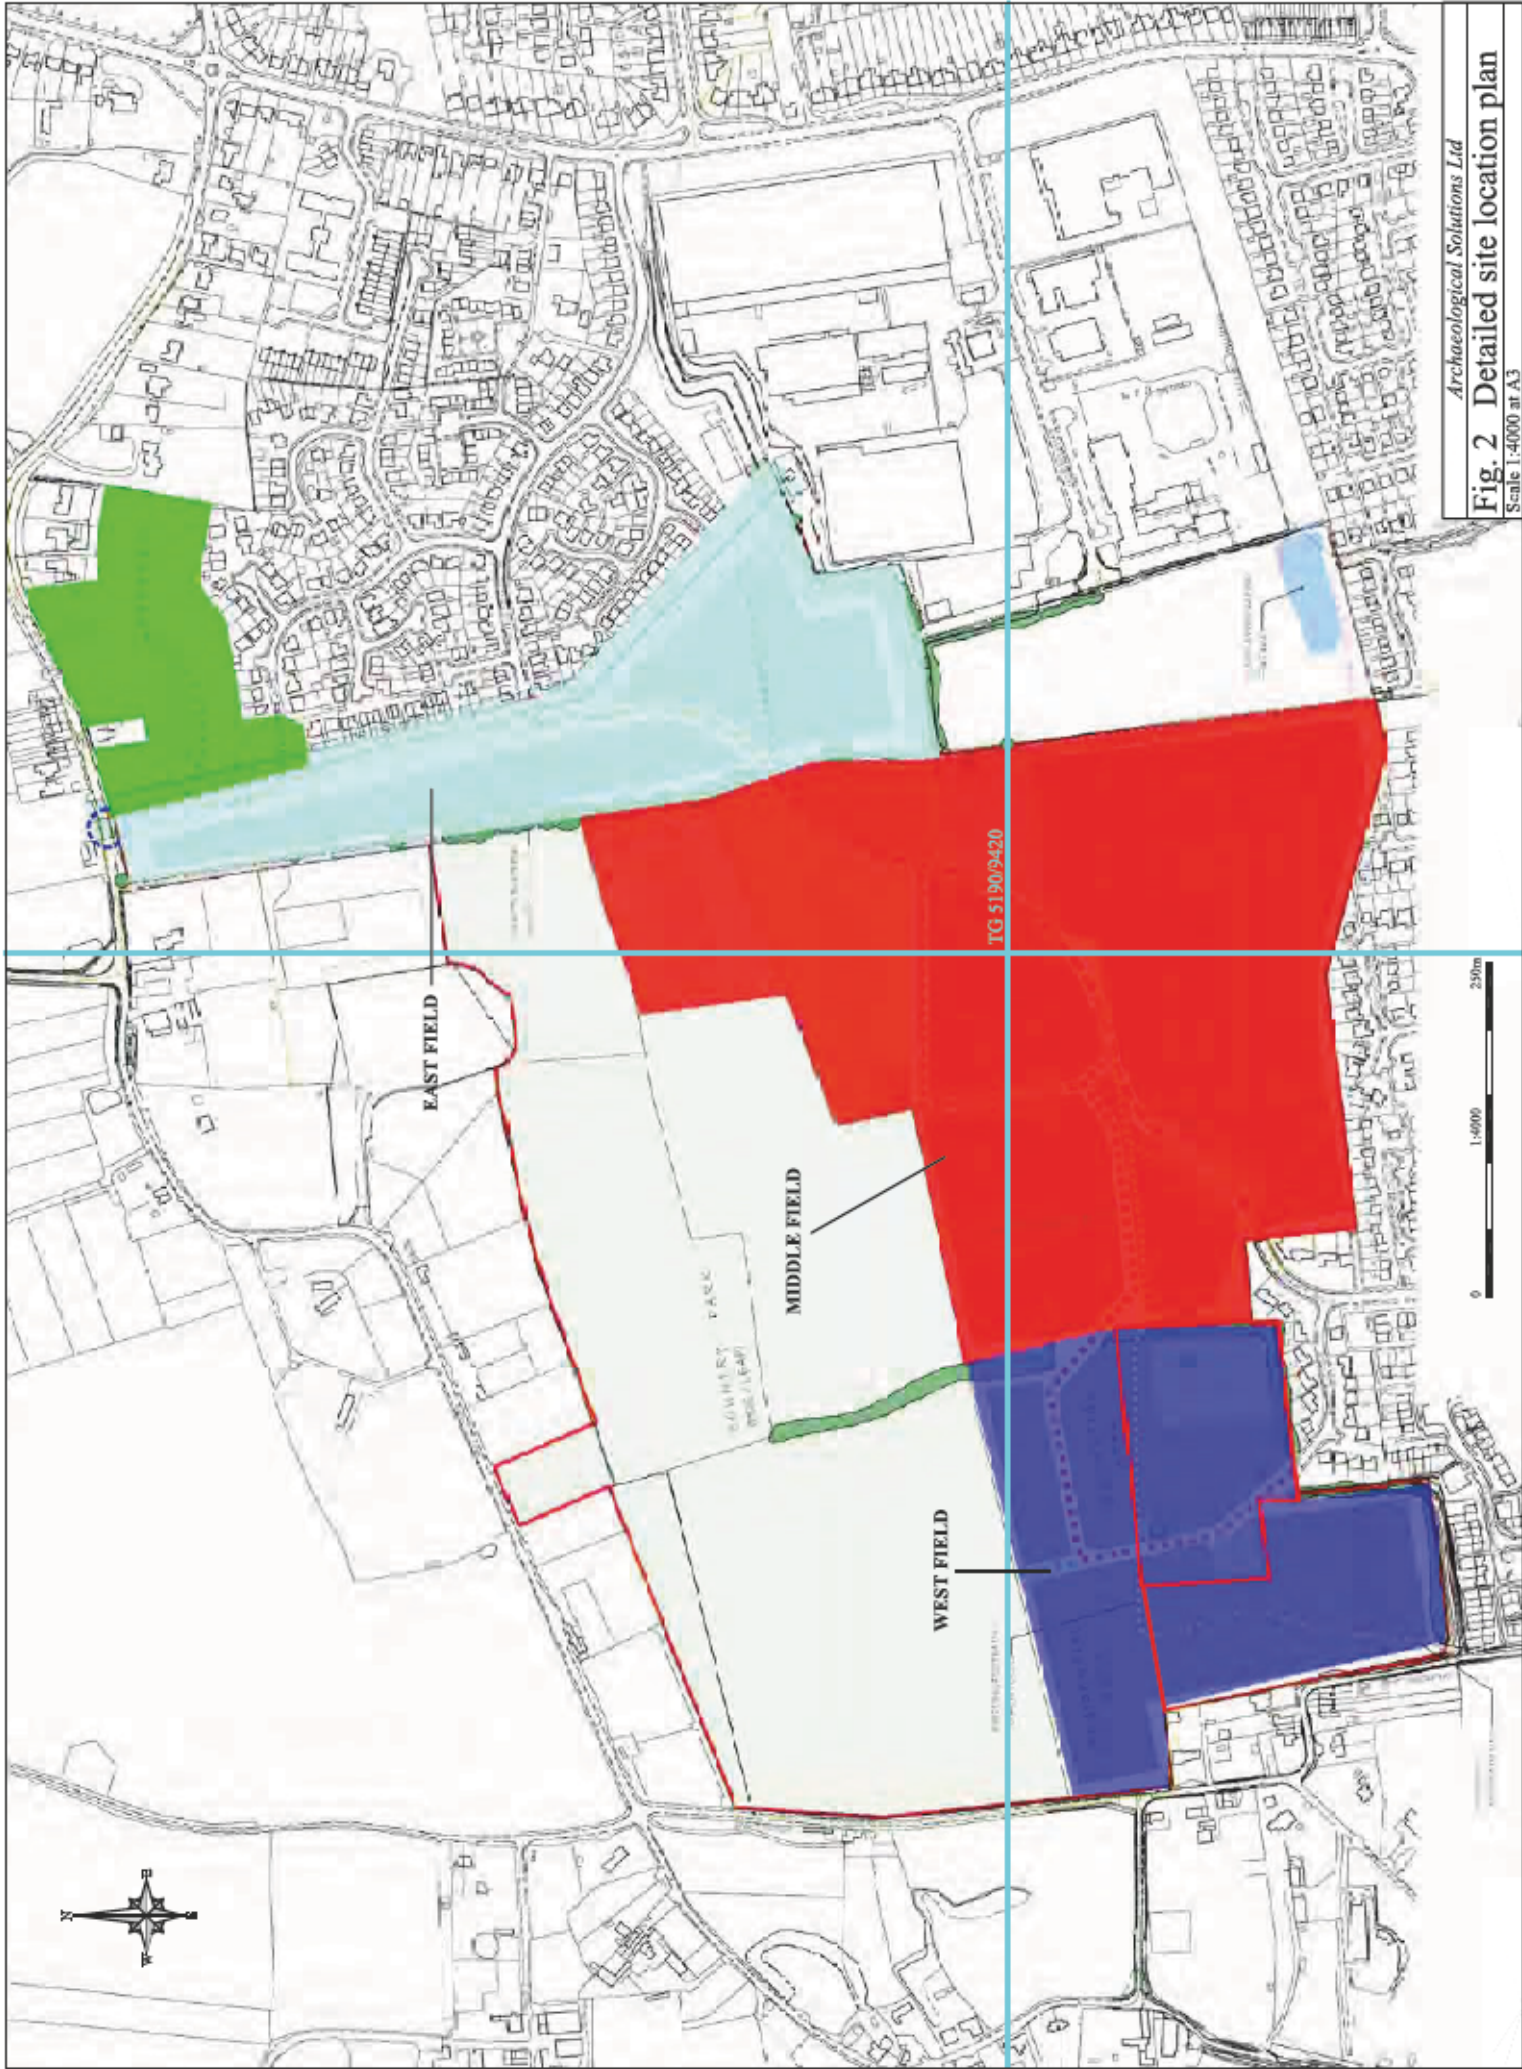 N
W
E
S
EAST FIELD
MIDDLE FIELD
WEST FIELD
COUNTRY PARK
TG 5190/9420
0
1:4000
250m
Archaeological Solutions Ltd
Fig. 2 Detailed site location plan
Scale 1:4000 at A3